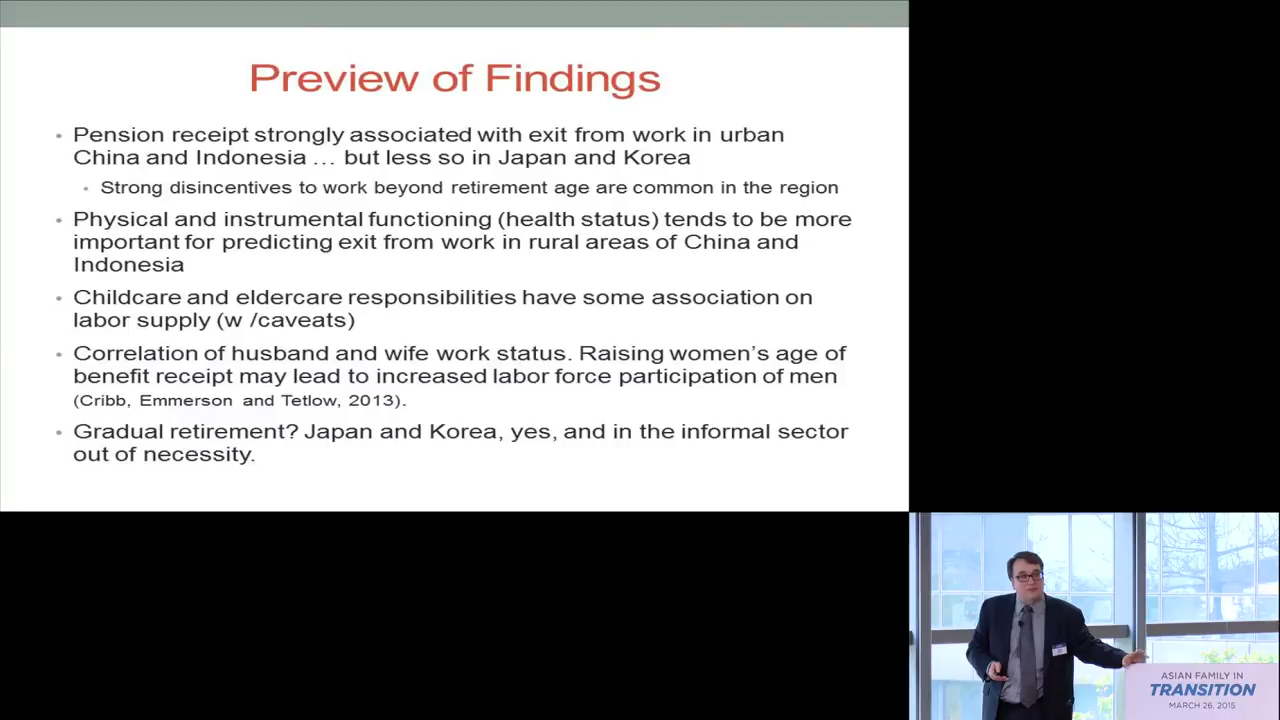 Preview of Findings
• Pension receipt strongly associated with exit from work in urban
China and Indonesia … but less so in Japan and Korea
• Strong disincentives to work beyond retirement age are common in the region
• Physical and instrumental functioning (health status) tends to be more
important for predicting exit from work in rural areas of China and
Indonesia
• Childcare and eldercare responsibilities have some association on
labor supply (w /caveats)
• Correlation of husband and wife work status. Raising women's age of
benefit receipt may lead to increased labor force participation of men
(Cribb, Emmerson and Tetlow, 2013).
• Gradual retirement? Japan and Korea, yes, and in the informal sector
out of necessity.
ASIAN FAMILY IN
TRANSITION
MARCH 26, 2015